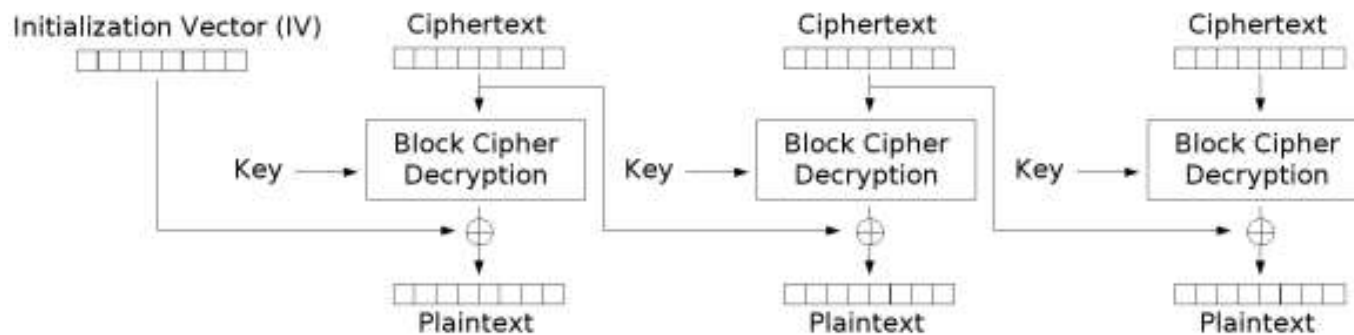 Initialization Vector (IV)
Ciphertext
Ciphertext
Ciphertext
Key
Block Cipher
Decryption
Key
Block Cipher
Decryption
Key
Block Cipher
Decryption
Plaintext
Plaintext
Plaintext